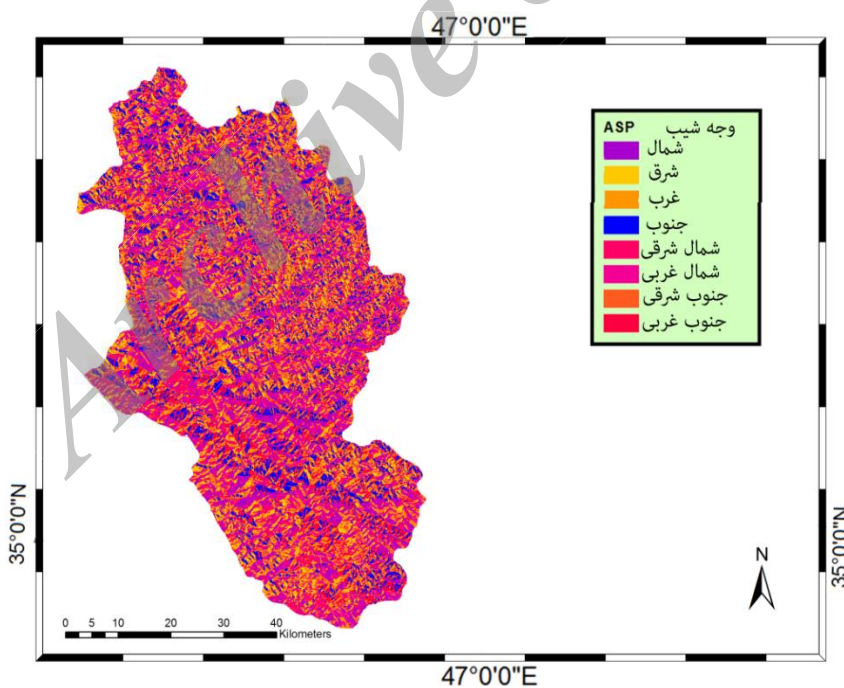 47°0'0"E
Archive
ASP وجه شیب
شمال
شرق
غرب
جنوب
شمال شرقی
شمال غربی
جنوب شرقی
جنوب غربی
35°0'0"N
35°0'0"N
N
0 5 10 20 30 40
Kilometers
47°0'0"E